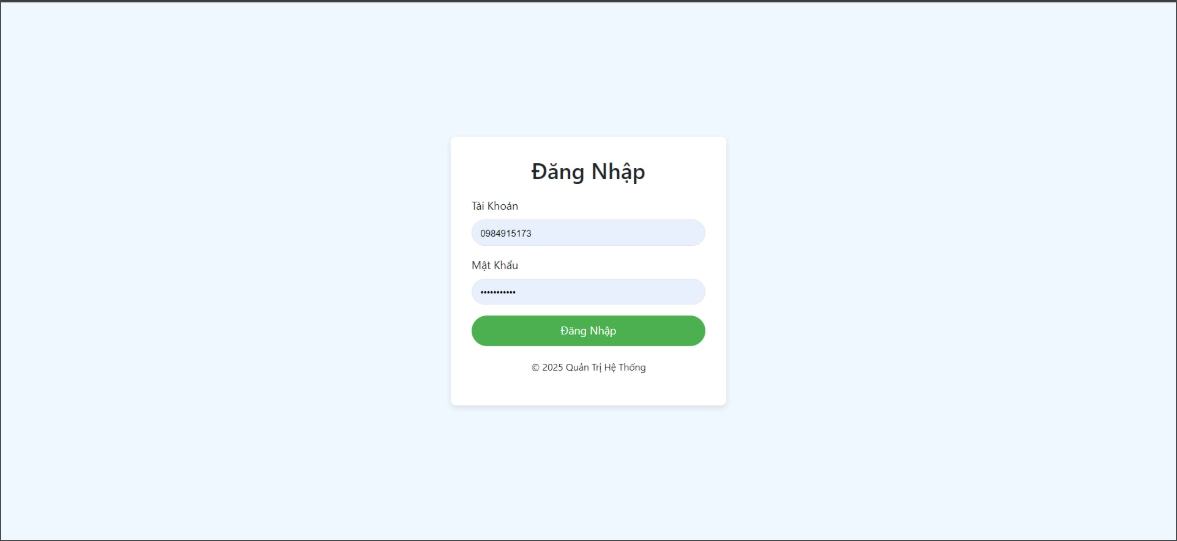 Đăng Nhập
Tài Khoản
0984915173
Mật Khẩu
•••••••••••
Đăng Nhập
© 2025 Quản Trị Hệ Thống